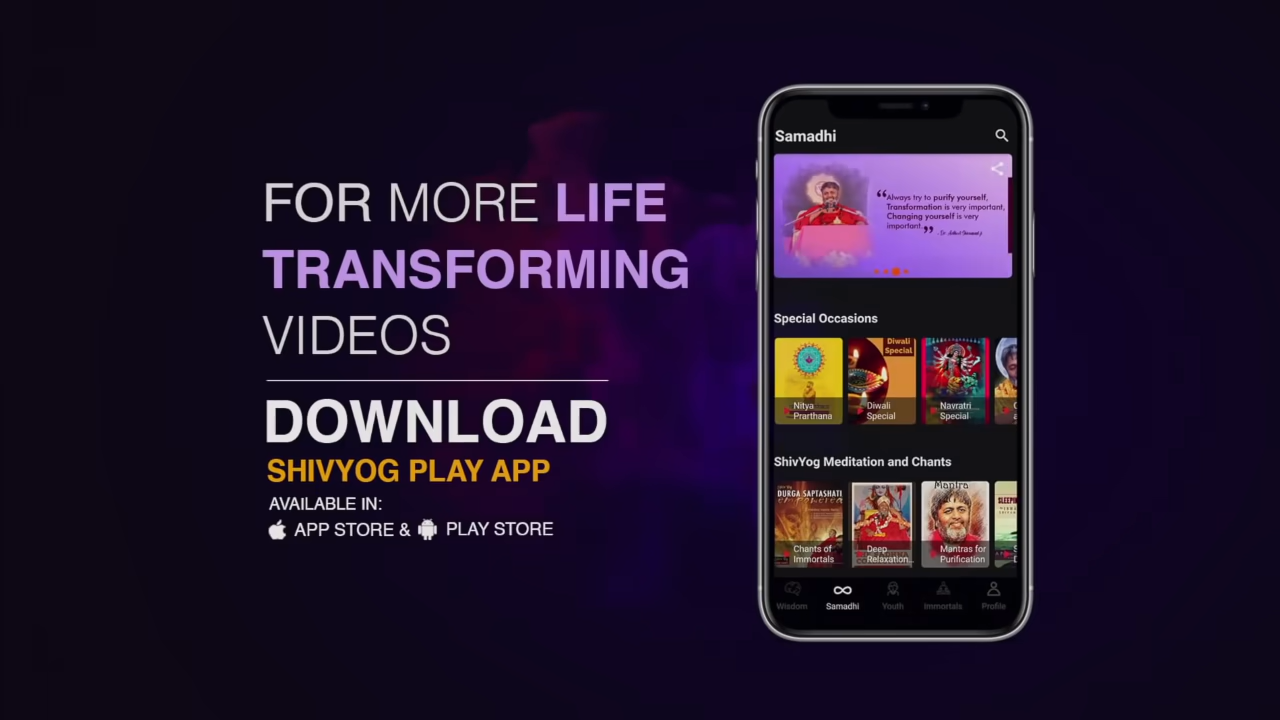 FOR MORE LIFE
TRANSFORMING
VIDEOS
DOWNLOAD
SHIVYOG PLAY APP
AVAILABLE IN:
APP STORE & PLAY STORE
Samadhi
“Always try to purify yourself,
Transformation is very important,
Changing yourself is very
important.”
Special Occasions
Nitya
Prarthana
Diwali
Special
Diwali
Special
Navratri
Special
ShivYog Meditation and Chants
DURGA SAPTASHATI
Chants of
Immortals
Deep
Relaxation...
Mantra
Mantras for
Purification
Wisdom
Samadhi
Youth
Immortals
Profile